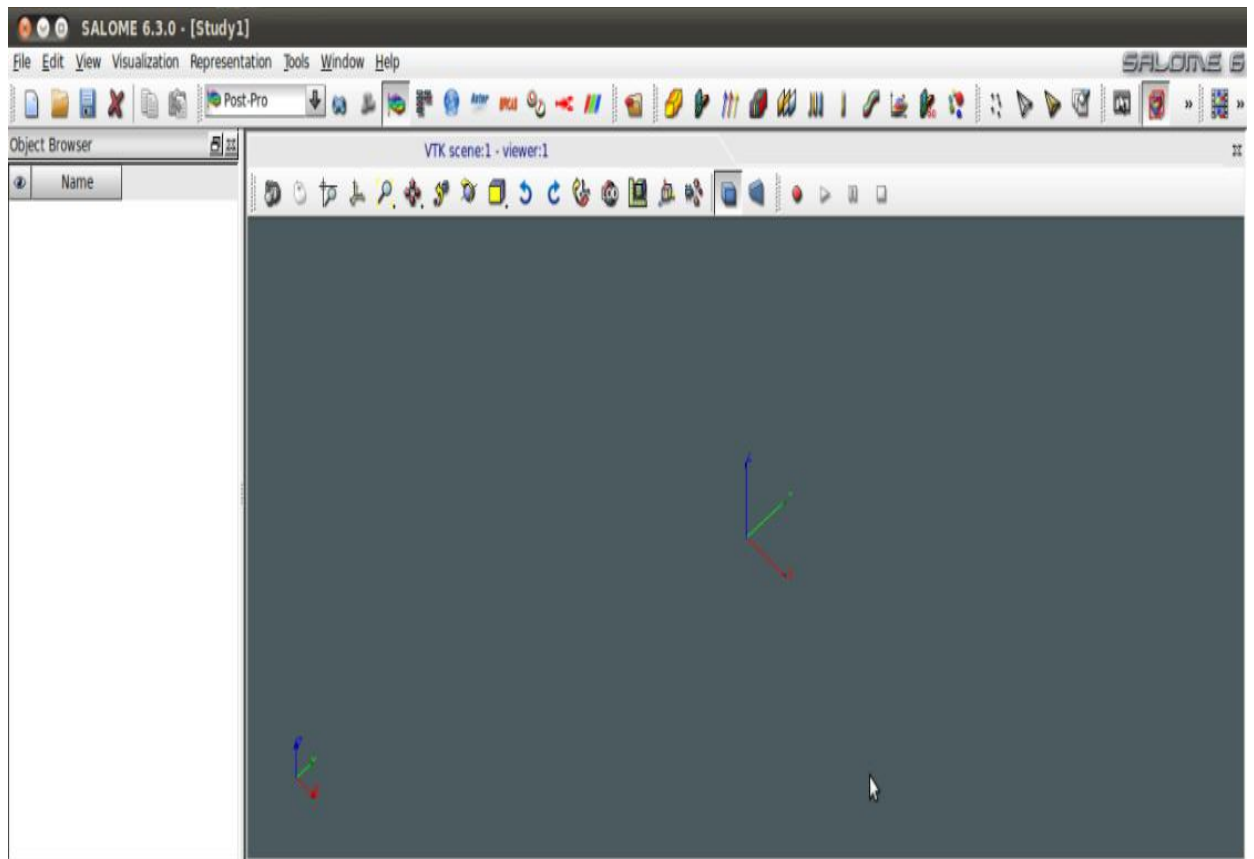 SALOME 6.3.0 - [Study1]
File Edit View Visualization Representation Tools Window Help
SALOME 6
Post-Pro
Object Browser
VTK scene:1 - viewer:1
Name